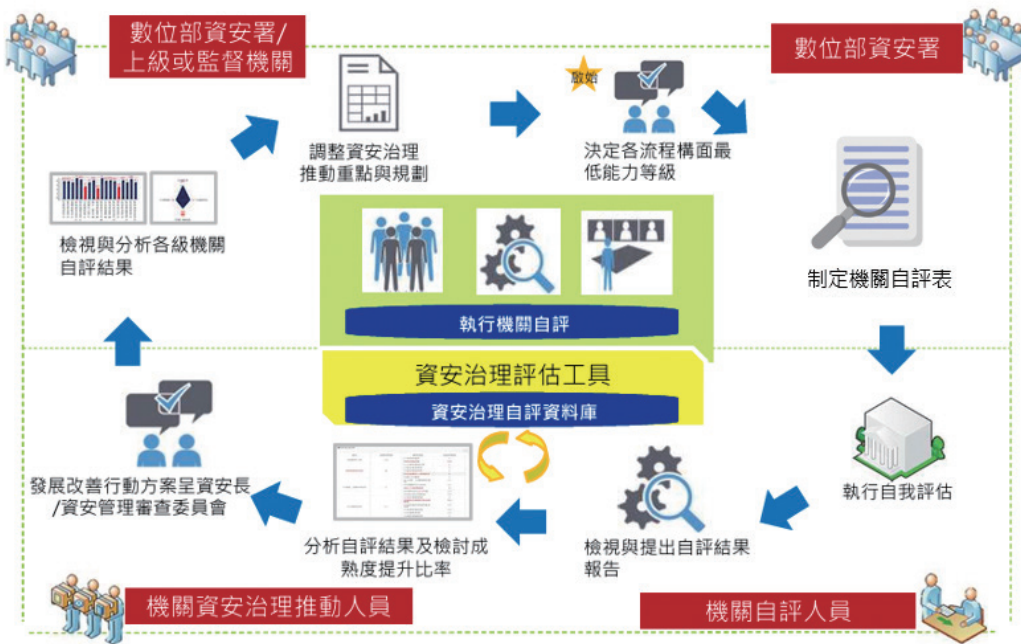 數位部資安署/
上級或監督機關
數位部資安署
啟始
調整資安治理
推動重點與規劃
決定各流程構面最
低能力等級
檢視與分析各級機關
自評結果
制定機關自評表
執行機關自評
資安治理評估工具
資安治理自評資料庫
發展改善行動方案呈資安長
/資安管理審查委員會
分析自評結果及檢討成
熟度提升比率
檢視與提出自評結果
報告
執行自我評估
機關資安治理推動人員
機關自評人員